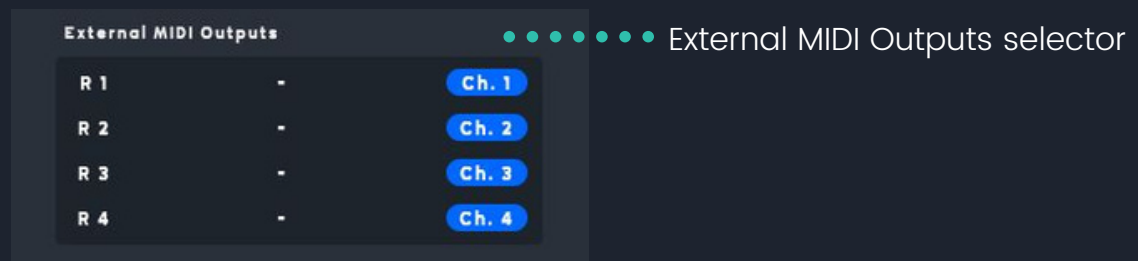 External MIDI Outputs
External MIDI Outputs selector
R 1 - Ch. 1
R 2 - Ch. 2
R 3 - Ch. 3
R 4 - Ch. 4